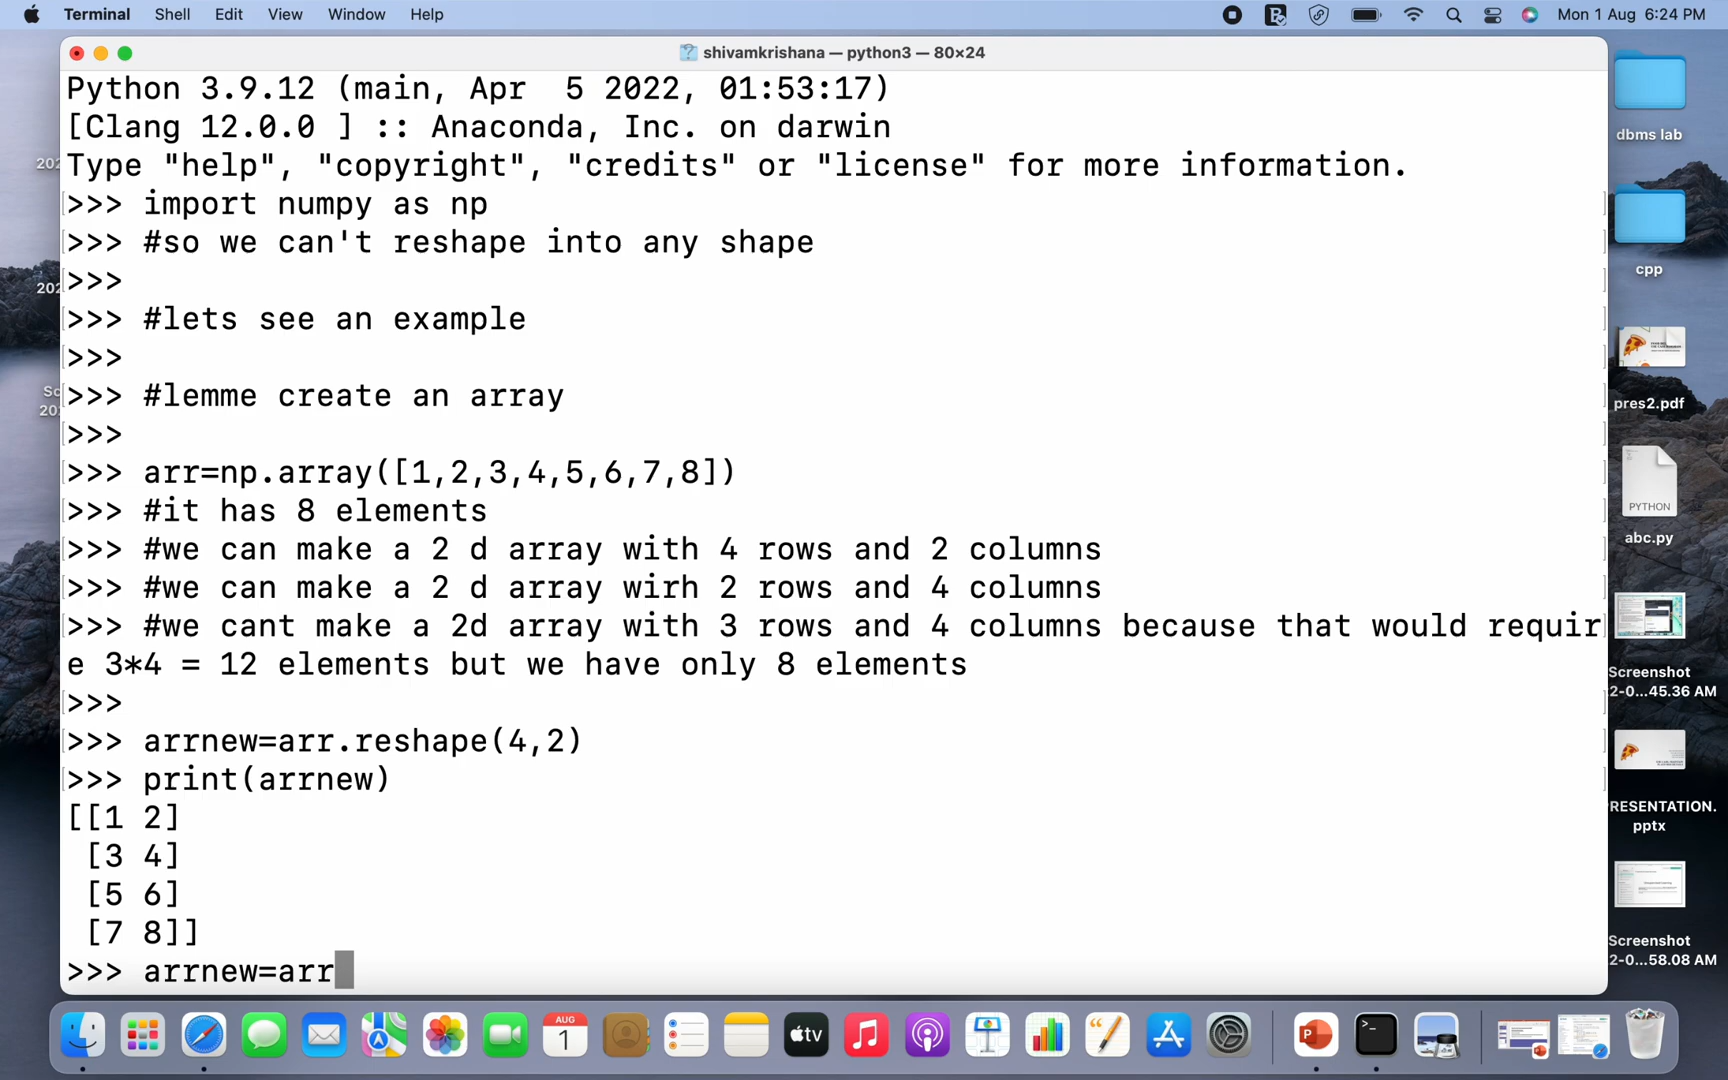 Terminal Shell Edit View Window Help Mon 1 Aug 6:24 PM
shivamkrishana — python3 — 80×24
Python 3.9.12 (main, Apr  5 2022, 01:53:17)
[Clang 12.0.0 ] :: Anaconda, Inc. on darwin
Type "help", "copyright", "credits" or "license" for more information.
>>> import numpy as np
>>> #so we can't reshape into any shape
>>>
>>> #lets see an example
>>>
>>> #lemme create an array
>>>
>>> arr=np.array([1,2,3,4,5,6,7,8])
>>> #it has 8 elements
>>> #we can make a 2 d array with 4 rows and 2 columns
>>> #we can make a 2 d array wirh 2 rows and 4 columns
>>> #we cant make a 2d array with 3 rows and 4 columns because that would requir
e 3*4 = 12 elements but we have only 8 elements
>>>
>>> arrnew=arr.reshape(4,2)
>>> print(arrnew)
[[1 2]
 [3 4]
 [5 6]
 [7 8]]
>>> arrnew=arr
dbms lab
cpp
pres2.pdf
PYTHON
abc.py
Screenshot
2-0...45.36 AM
RESENTATION.
pptx
Screenshot
2-0...58.08 AM
AUG
1
tv